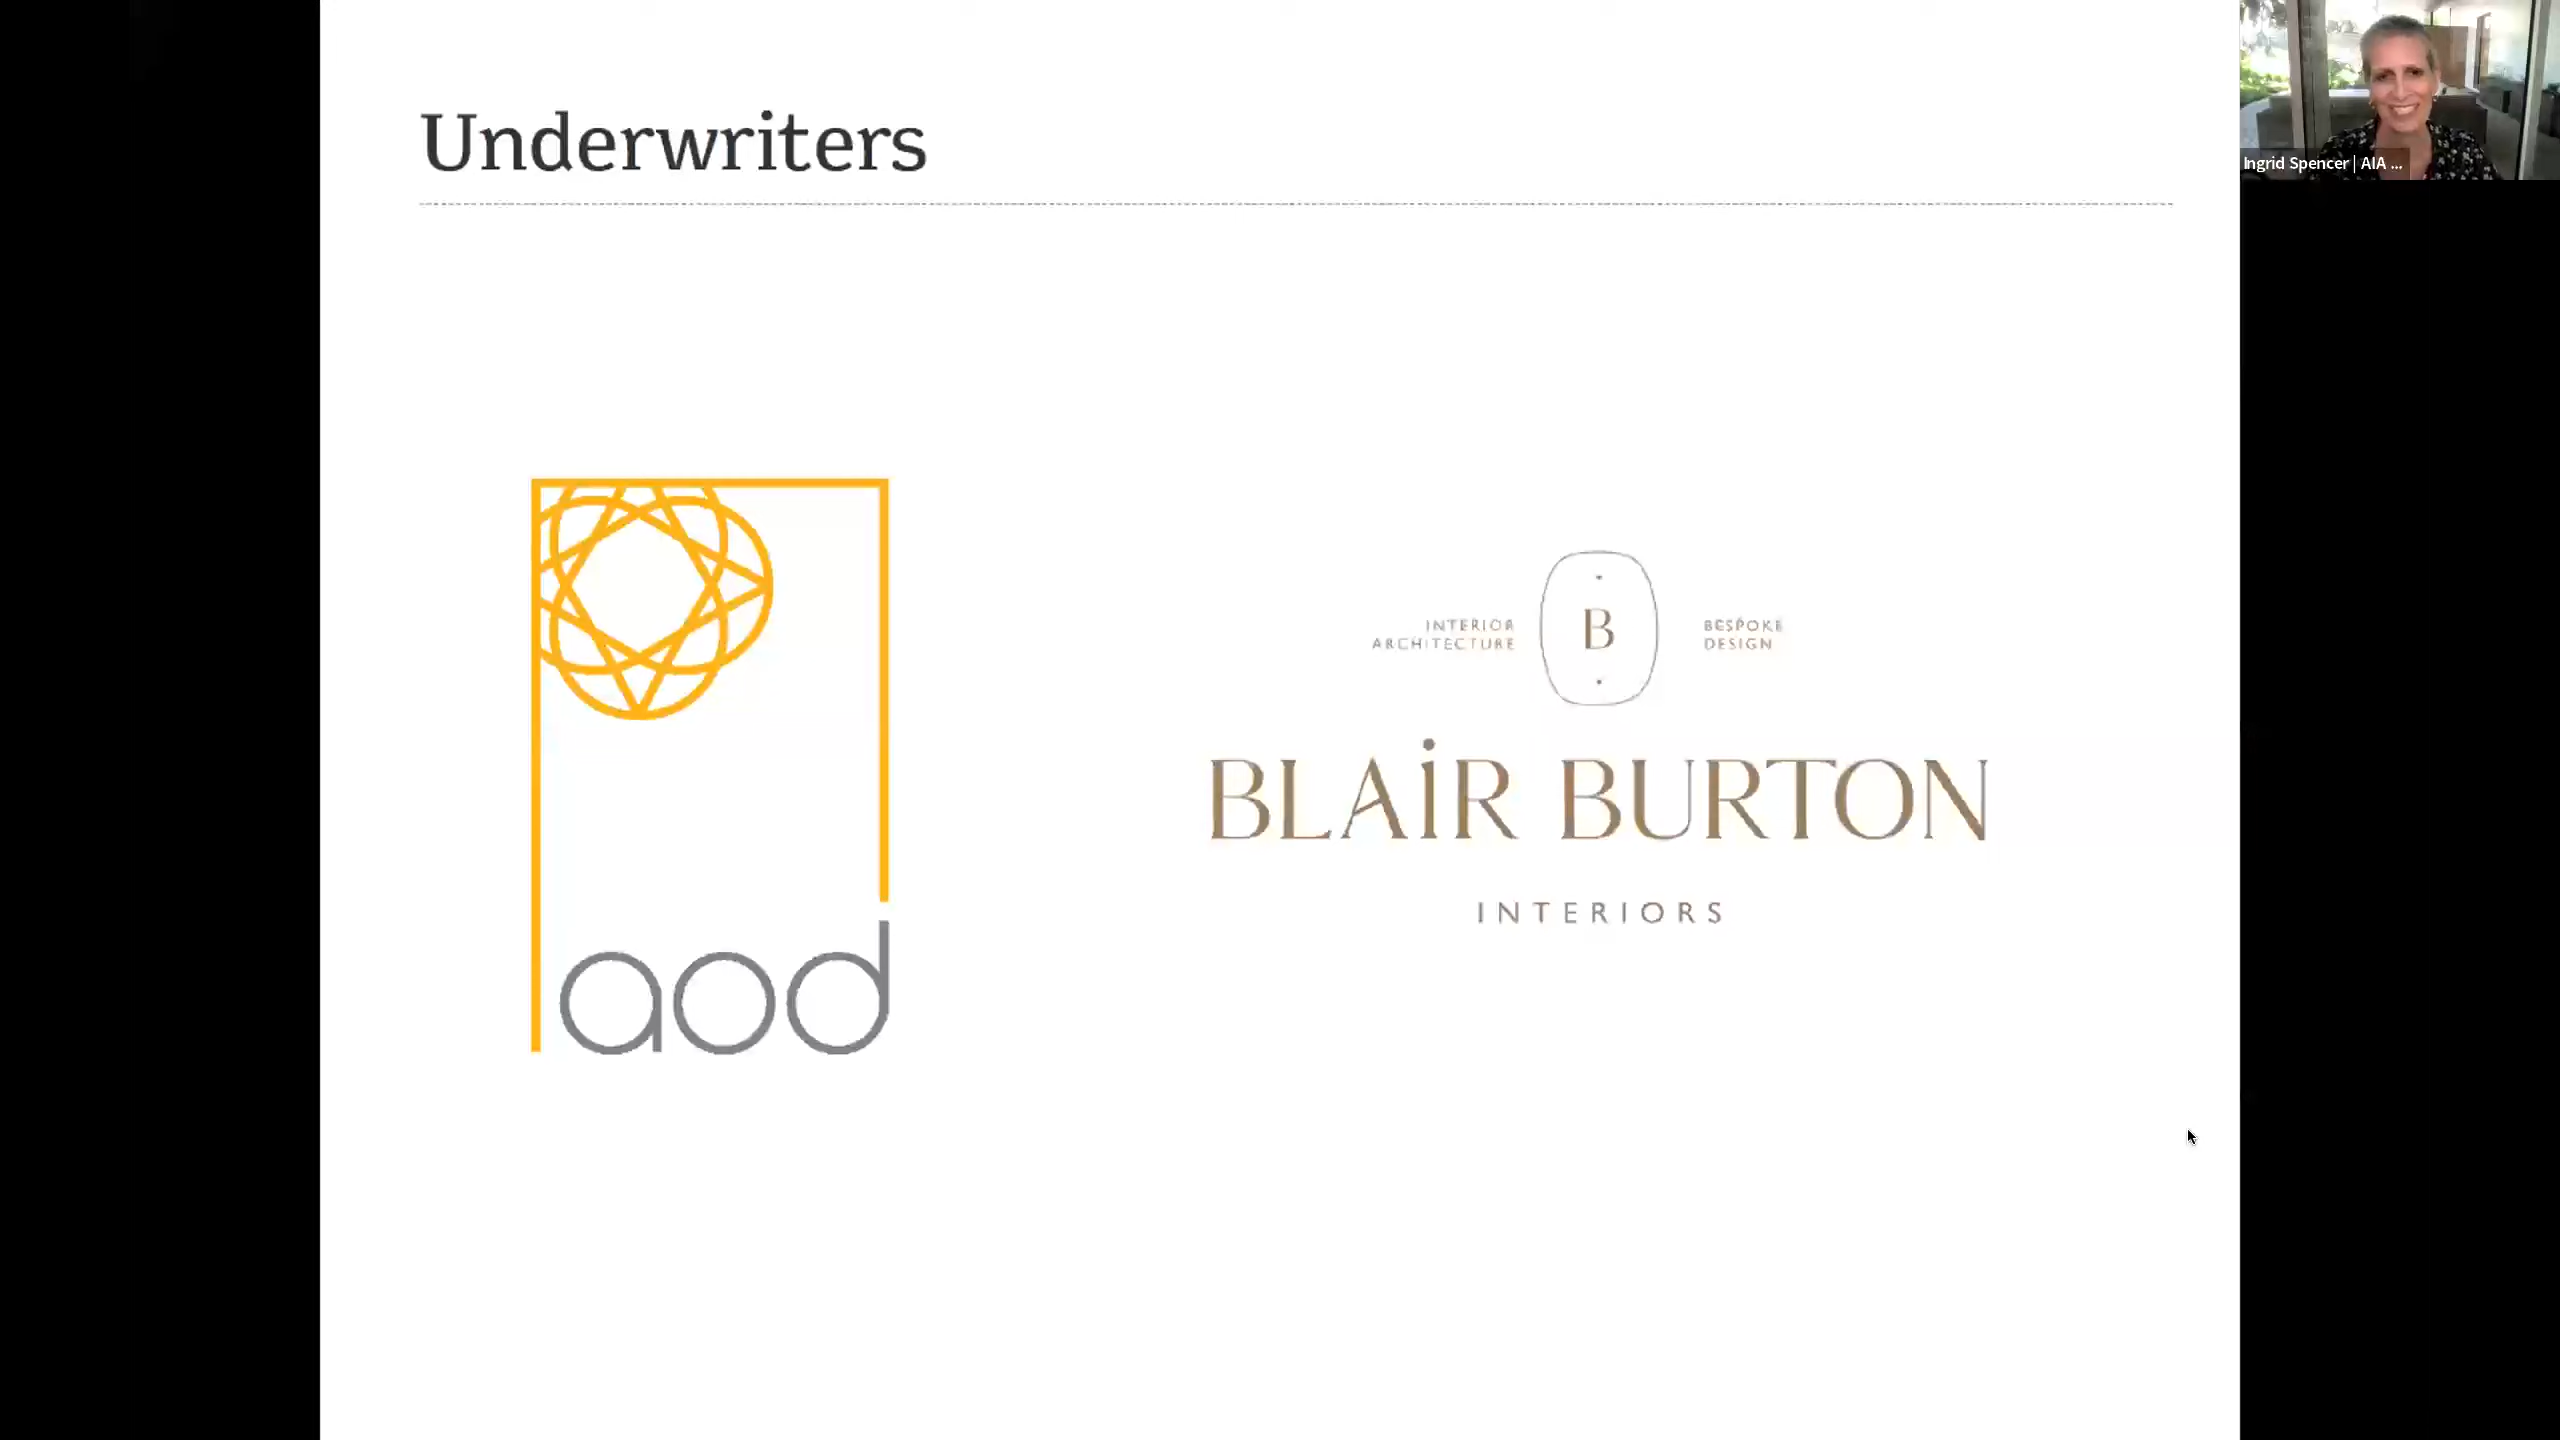 Underwriters
Ingrid Spencer | AIA ...
aod
INTERIOR
ARCHITECTURE
B
BESPOKE
DESIGN
BLAiR BURTON
INTERIORS